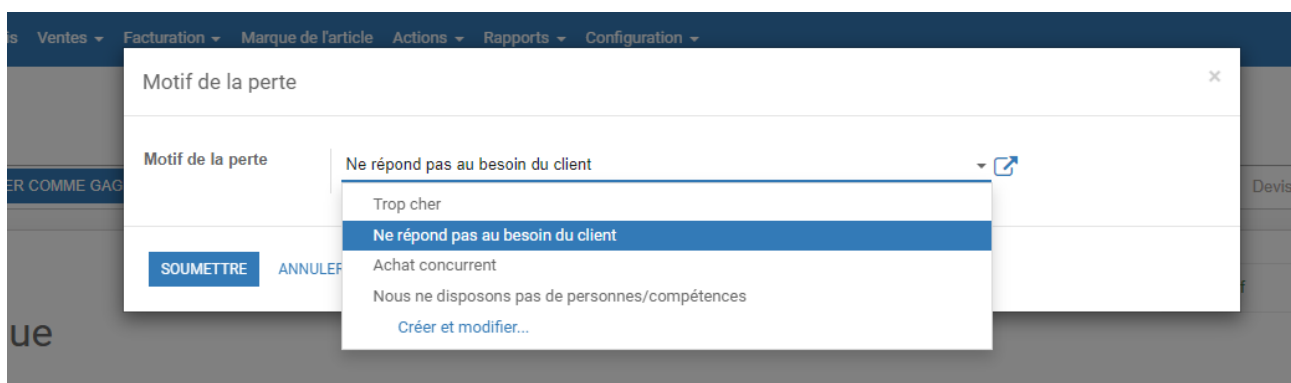 is Ventes Facturation Marque de l'article Actions Rapports Configuration
Motif de la perte ×
Motif de la perte
Ne répond pas au besoin du client
ER COMME GAG
Devis
Trop cher
Ne répond pas au besoin du client
Achat concurrent
SOUMETTRE ANNULER
Nous ne disposons pas de personnes/compétences
f
Créer et modifier...
ue